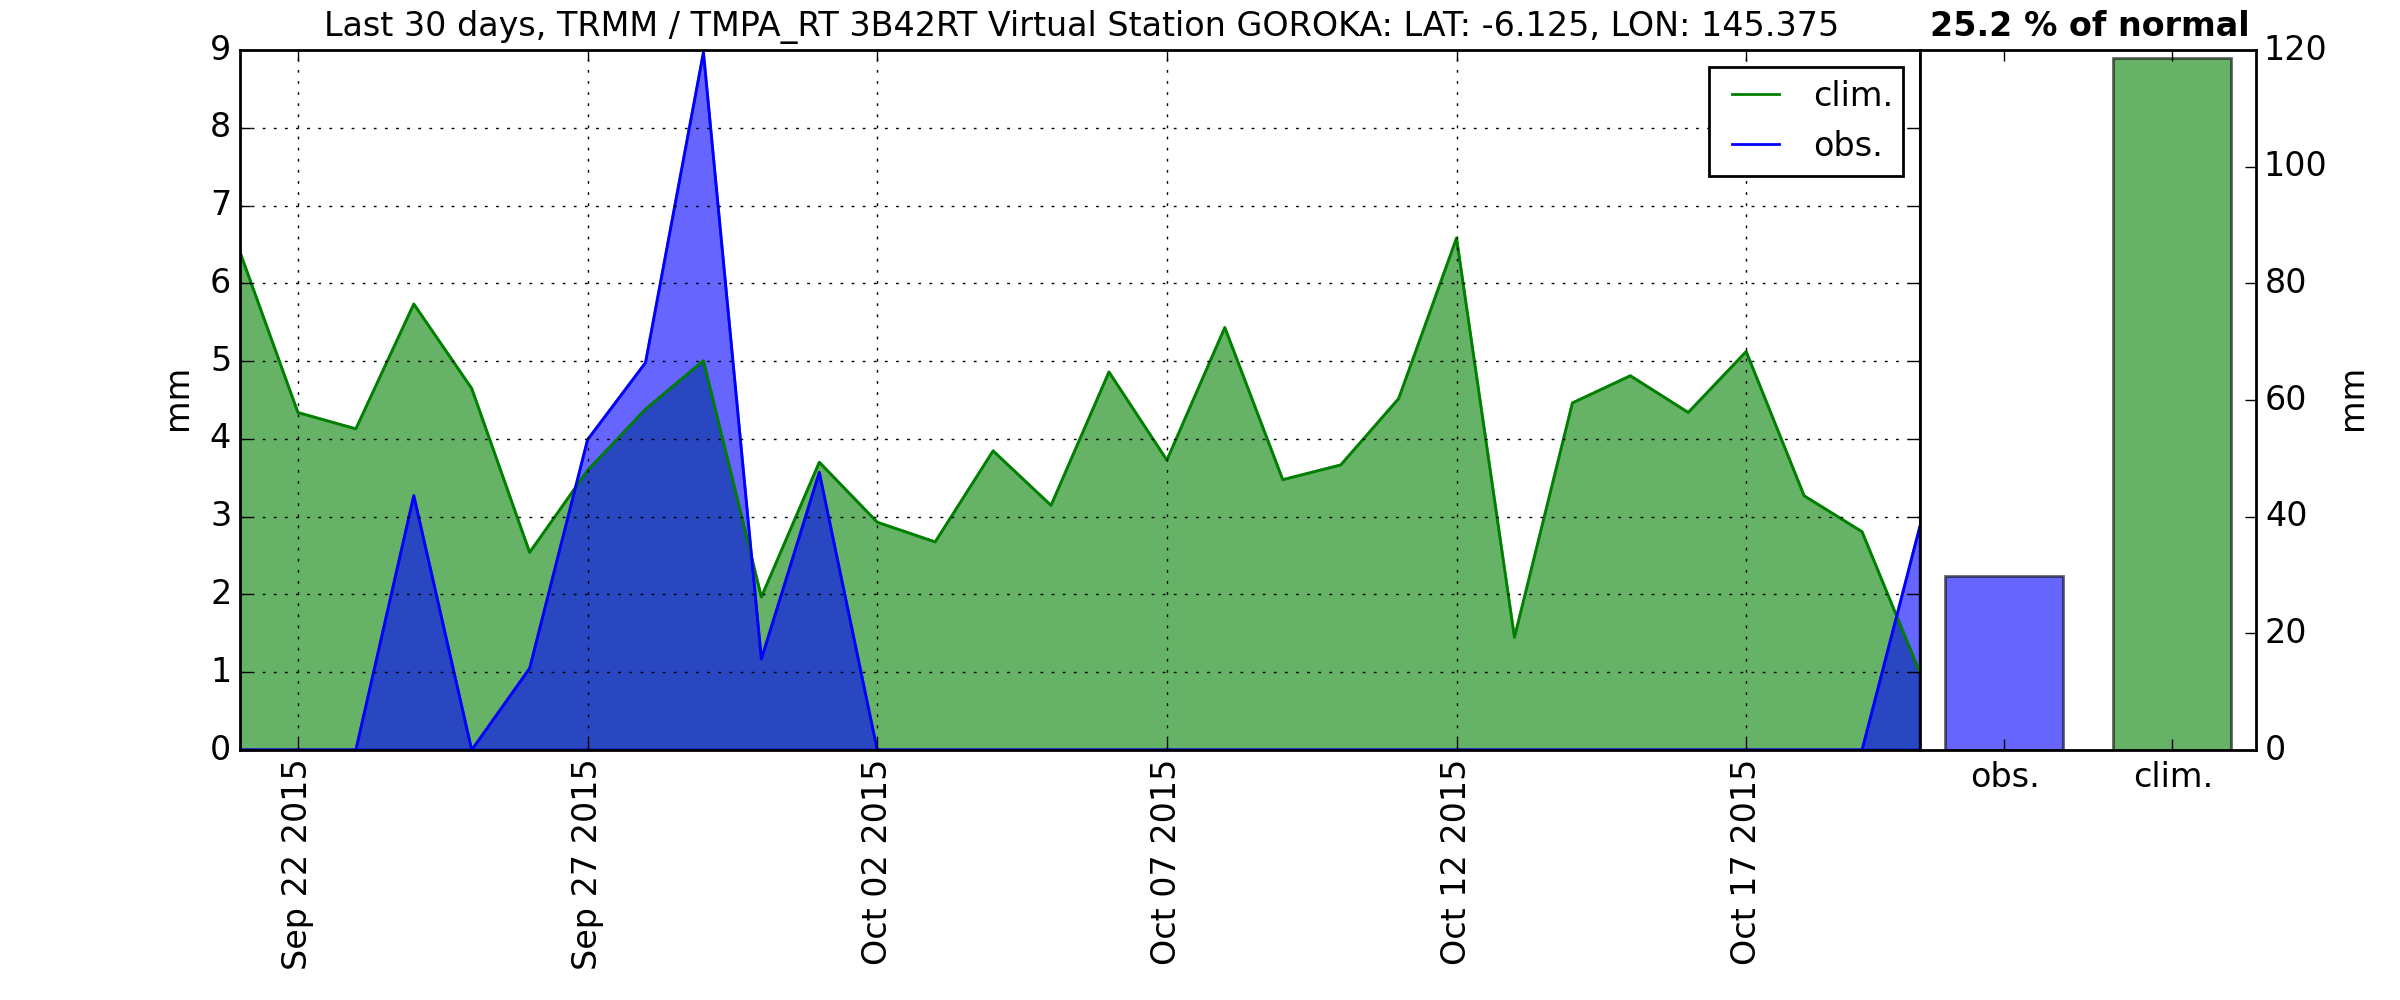 Last 30 days, TRMM / TMPA_RT 3B42RT Virtual Station GOROKA: LAT: -6.125, LON: 145.375
25.2 % of normal
9
8
7
6
5
4
3
2
1
0
mm
clim.
obs.
Sep 22 2015
Sep 27 2015
Oct 02 2015
Oct 07 2015
Oct 12 2015
Oct 17 2015
120
100
80
60
40
20
0
mm
obs.
clim.